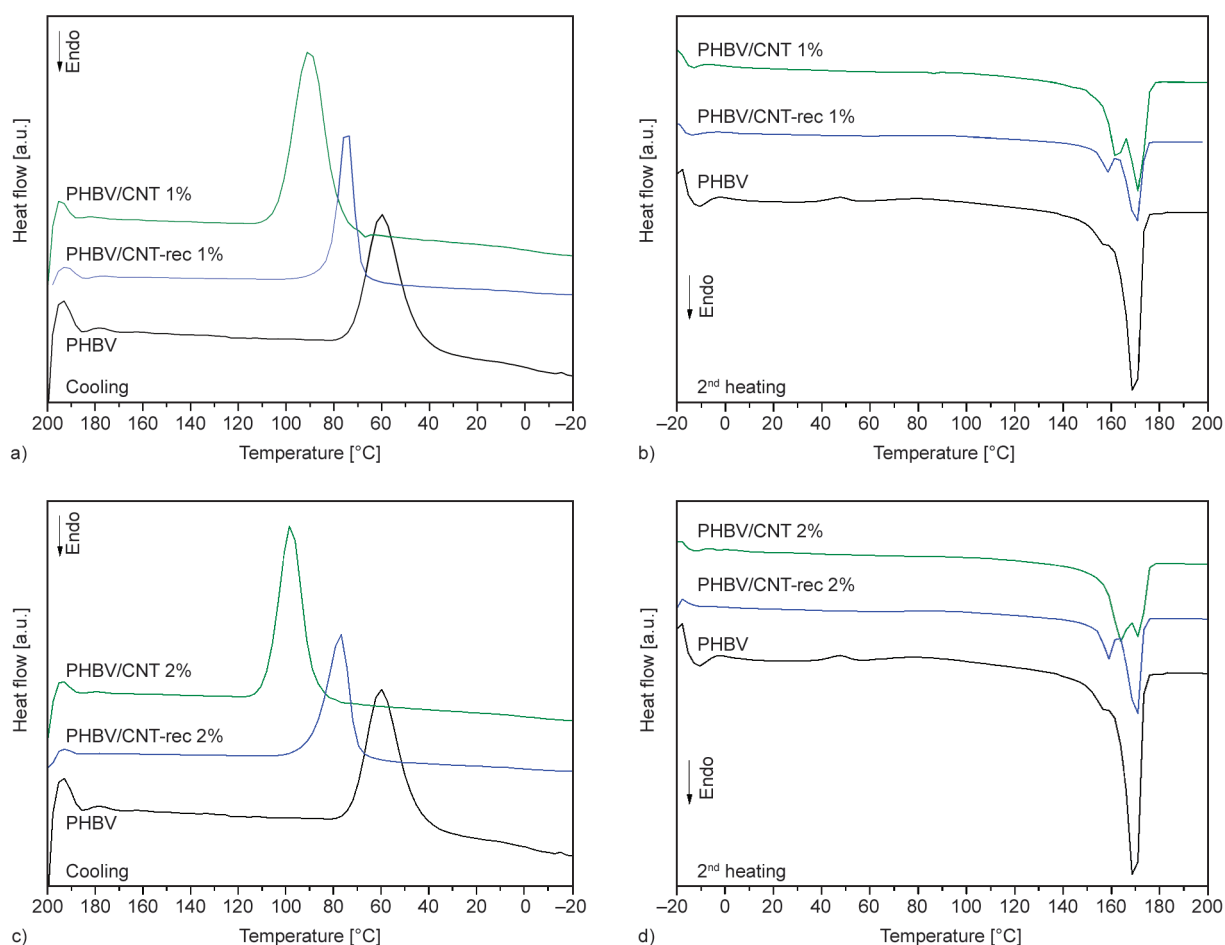 Endo
PHBV/CNT 1%
PHBV/CNT-rec 1%
PHBV
Cooling
Heat flow [a.u.]
200 180 160 140 120 100 80 60 40 20 0 –20
Temperature [°C]
a)
PHBV/CNT 1%
PHBV/CNT-rec 1%
PHBV
Endo
2nd heating
Heat flow [a.u.]
–20 0 20 40 60 80 100 120 140 160 180 200
Temperature [°C]
b)
Endo
PHBV/CNT 2%
PHBV/CNT-rec 2%
PHBV
Cooling
Heat flow [a.u.]
200 180 160 140 120 100 80 60 40 20 0 –20
Temperature [°C]
c)
PHBV/CNT 2%
PHBV/CNT-rec 2%
PHBV
Endo
2nd heating
Heat flow [a.u.]
–20 0 20 40 60 80 100 120 140 160 180 200
Temperature [°C]
d)